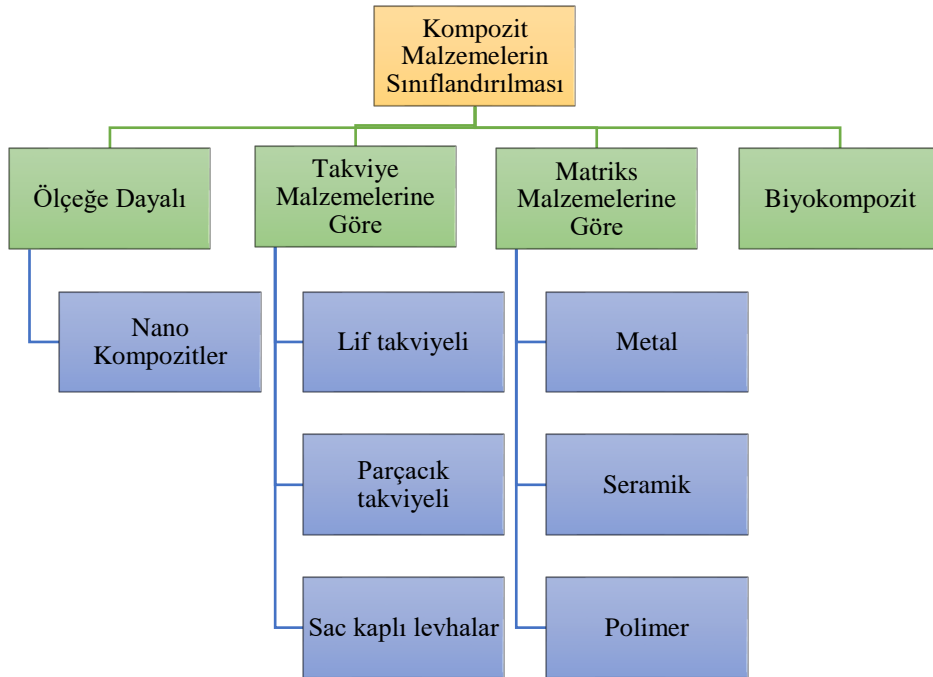 Kompozit
Malzemelerin
Sınıflandırılması
Ölçeğe Dayalı
Takviye
Malzemelerine
Göre
Matriks
Malzemelerine
Göre
Biyokompozit
Nano
Kompozitler
Lif takviyeli
Metal
Parçacık
takviyeli
Seramik
Sac kaplı levhalar
Polimer